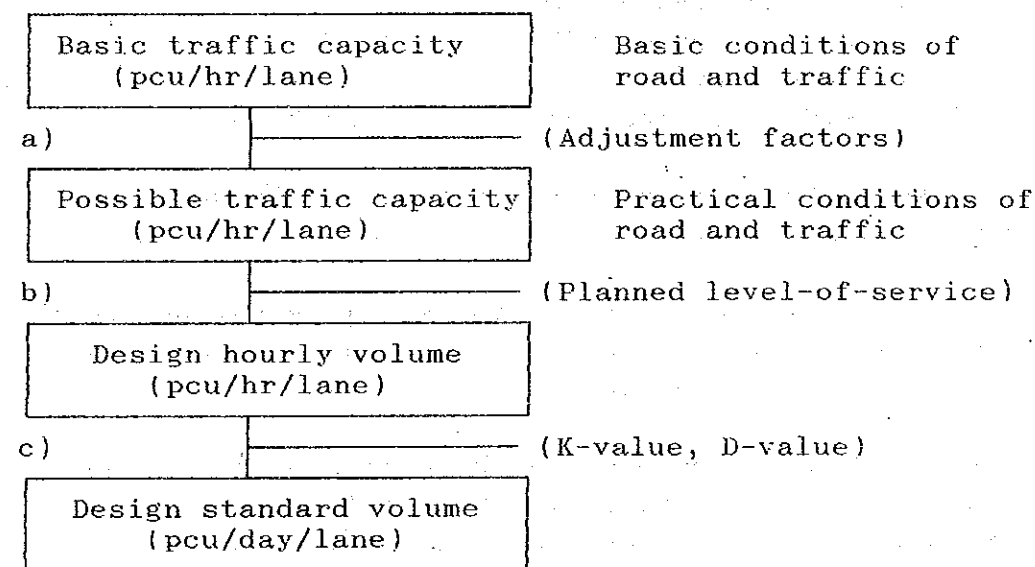 Basic traffic capacity
(pcu/hr/lane)
Basic conditions of
road and traffic
a)
(Adjustment factors)
Possible traffic capacity
(pcu/hr/lane)
Practical conditions of
road and traffic
b)
(Planned level-of-service)
Design hourly volume
(pcu/hr/lane)
c)
(K-value, D-value)
Design standard volume
(pcu/day/lane)